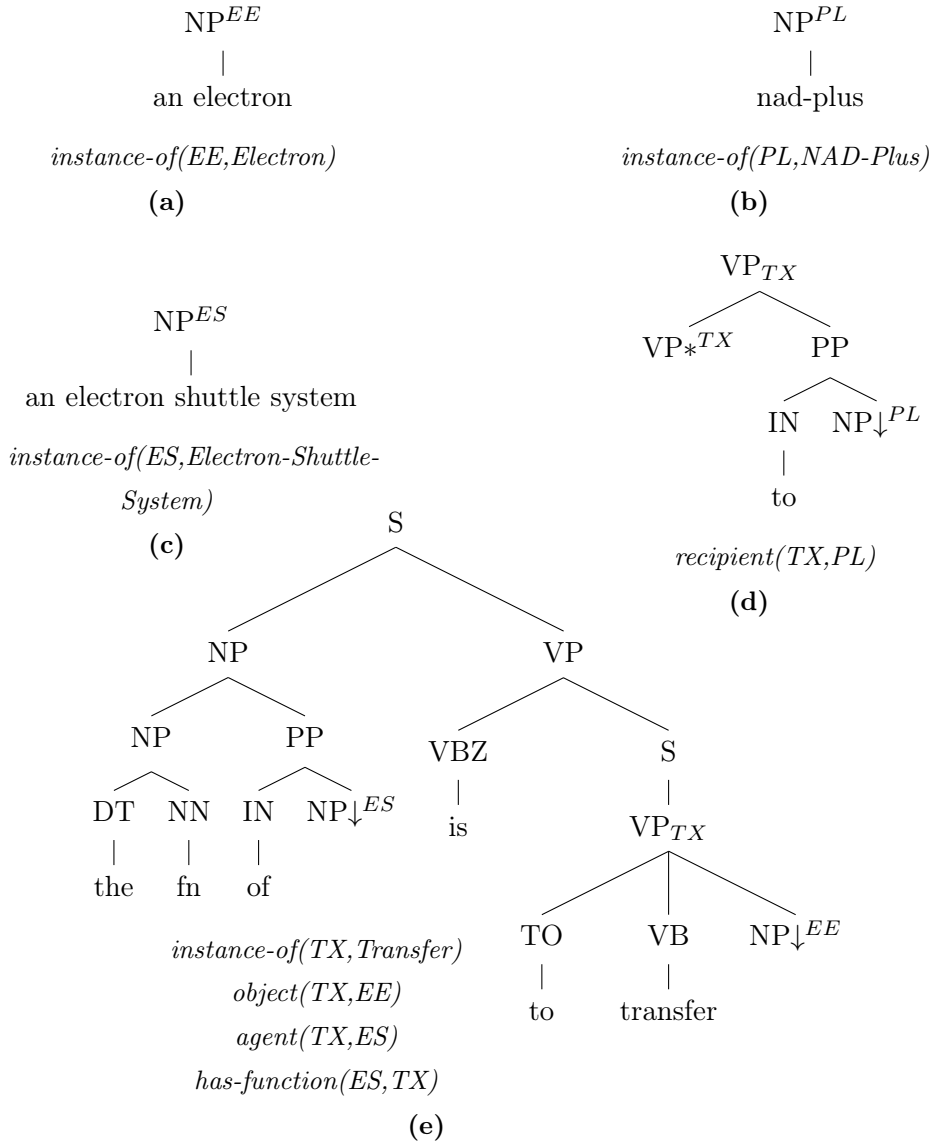 NP^EE
an electron
instance-of(EE,Electron)
(a)
NP^PL
nad-plus
instance-of(PL,NAD-Plus)
(b)
NP^ES
an electron shuttle system
instance-of(ES,Electron-Shuttle-
System)
(c)
VP_TX
VP*^TX PP
IN NP↓^PL
to
recipient(TX,PL)
(d)
S
NP VP
NP PP VBZ S
DT NN IN NP↓^ES is VP_TX
the fn of
TO VB NP↓^EE
to transfer
instance-of(TX,Transfer)
object(TX,EE)
agent(TX,ES)
has-function(ES,TX)
(e)